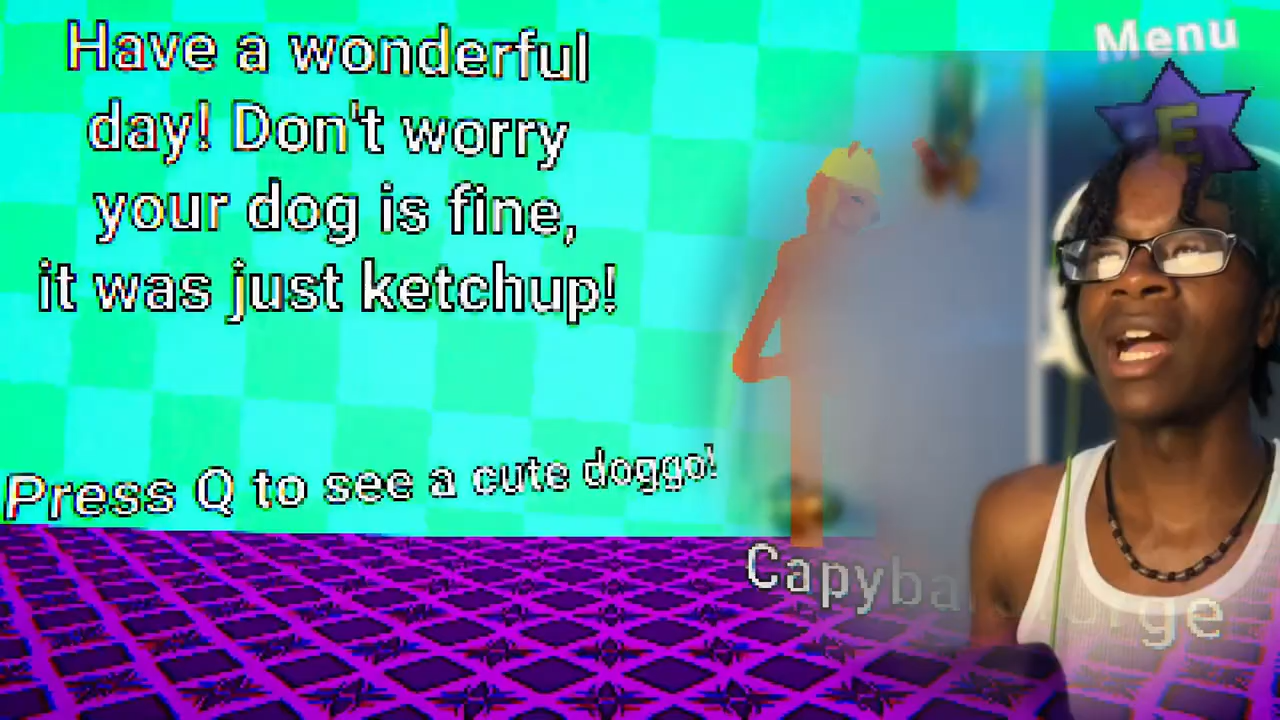 Have a wonderful
day! Don't worry
your dog is fine,
it was just ketchup!
Press Q to see a cute doggo!
Menu
E